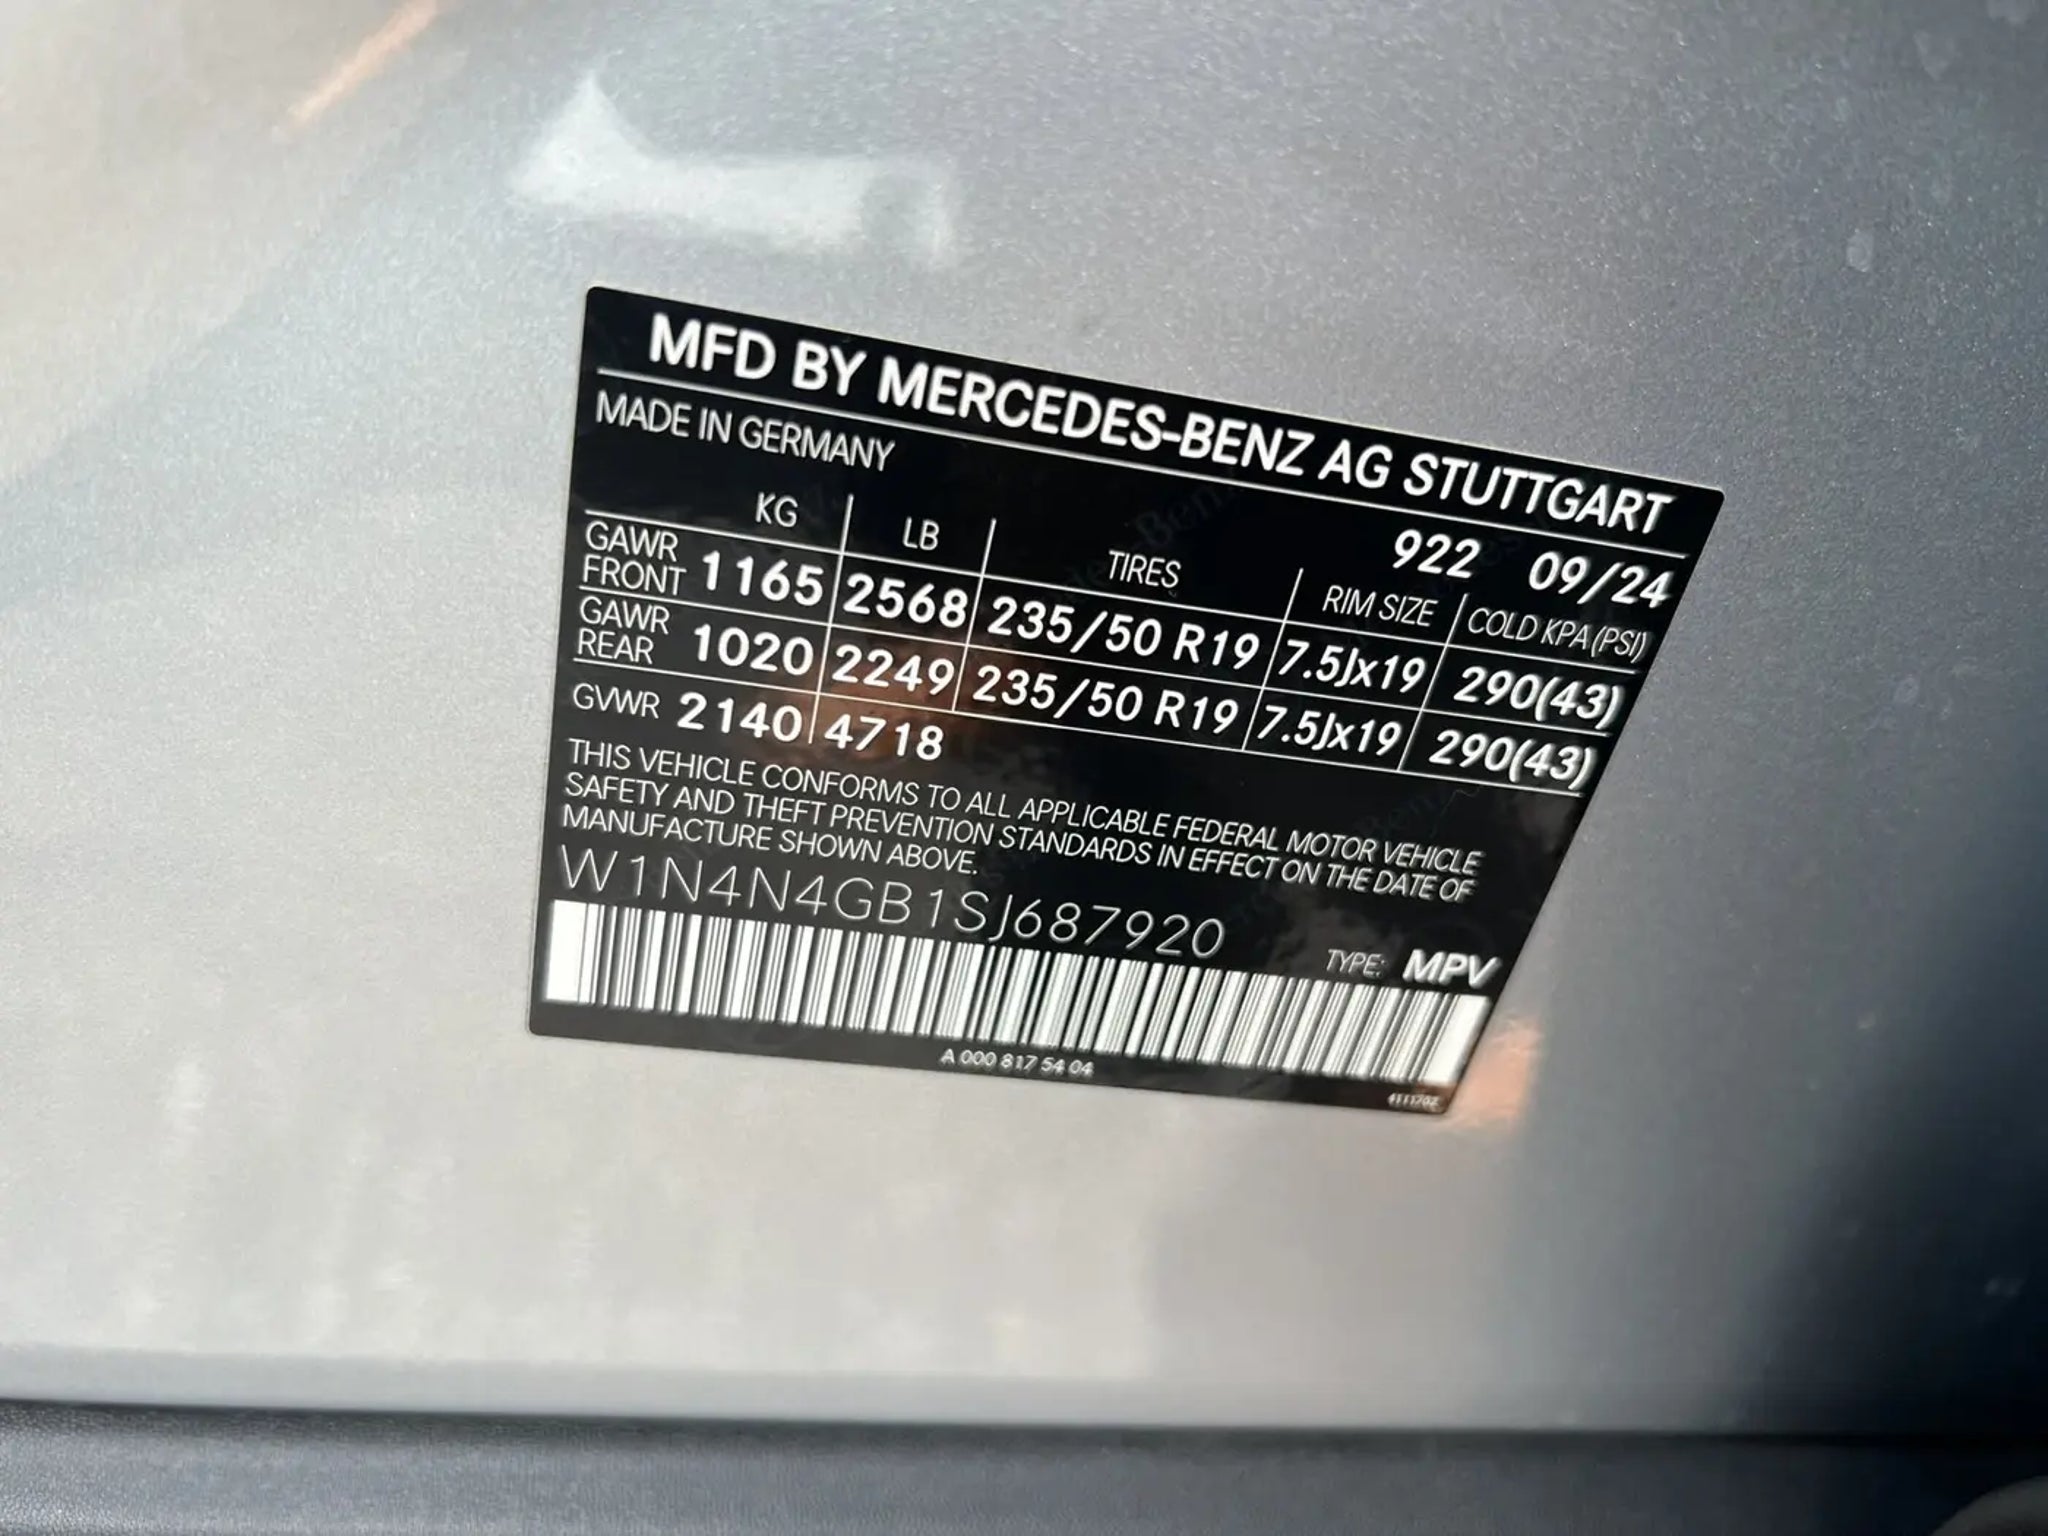 MFD BY MERCEDES-BENZ AG STUTTGART
MADE IN GERMANY
922 09/24
KG LB TIRES RIM SIZE COLD KPA(PSI)
GAWR FRONT 1165 2568 235/50 R19 7.5Jx19 290(43)
GAWR REAR 1020 2249 235/50 R19 7.5Jx19 290(43)
GVWR 2140 4718
THIS VEHICLE CONFORMS TO ALL APPLICABLE FEDERAL MOTOR VEHICLE
SAFETY AND THEFT PREVENTION STANDARDS IN EFFECT ON THE DATE OF
MANUFACTURE SHOWN ABOVE.
W1N4N4GB1SJ687920
TYPE: MPV
A 000 817 54 04